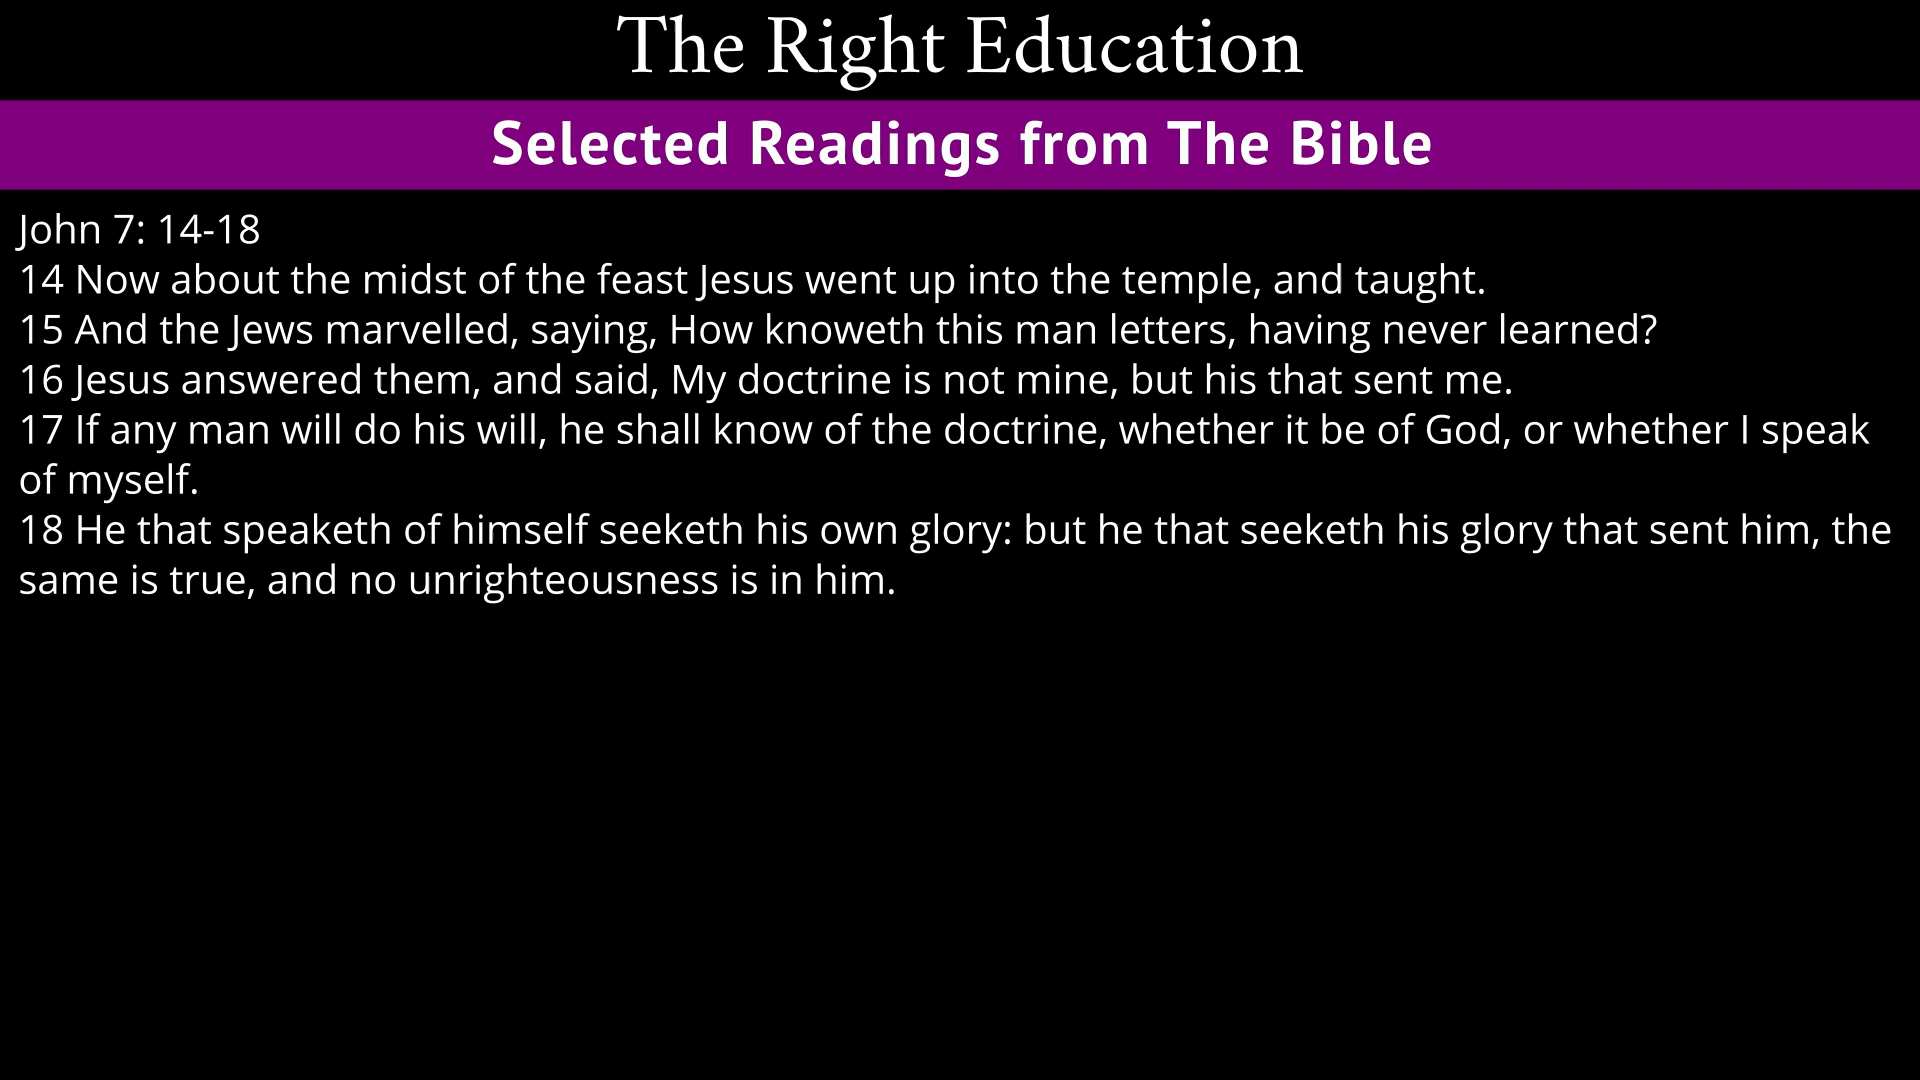 The Right Education
Selected Readings from The Bible
John 7: 14-18
14 Now about the midst of the feast Jesus went up into the temple, and taught.
15 And the Jews marvelled, saying, How knoweth this man letters, having never learned?
16 Jesus answered them, and said, My doctrine is not mine, but his that sent me.
17 If any man will do his will, he shall know of the doctrine, whether it be of God, or whether I speak
of myself.
18 He that speaketh of himself seeketh his own glory: but he that seeketh his glory that sent him, the
same is true, and no unrighteousness is in him.